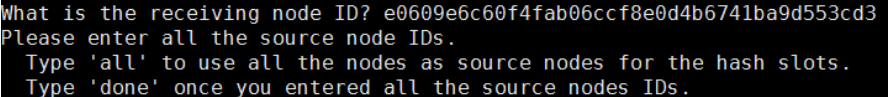 What is the receiving node ID? e0609e6c60f4fab06ccf8e0d4b6741ba9d553cd3
Please enter all the source node IDs.
  Type 'all' to use all the nodes as source nodes for the hash slots.
  Type 'done' once you entered all the source nodes IDs.